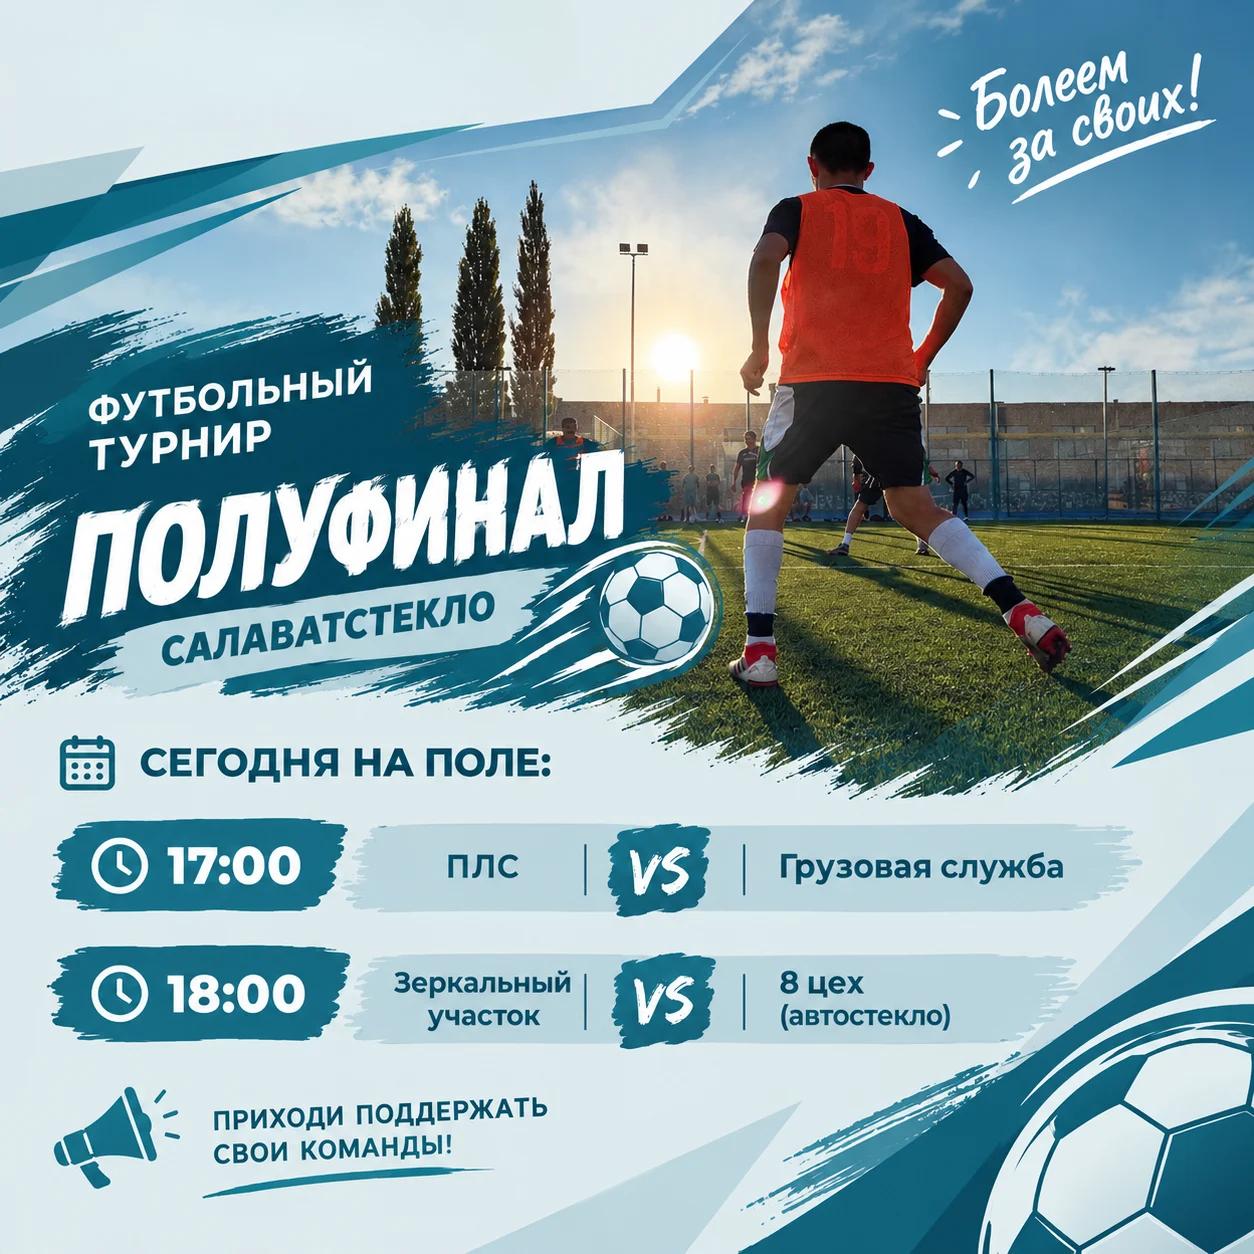 Болеем
за своих!
19
ФУТБОЛЬНЫЙ
ТУРНИР
ПОЛУФИНАЛ
САЛАВАТСТЕКЛО
СЕГОДНЯ НА ПОЛЕ:
17:00 ПЛС VS Грузовая служба
18:00 Зеркальный участок VS 8 цех (автостекло)
ПРИХОДИ ПОДДЕРЖАТЬ
СВОИ КОМАНДЫ!